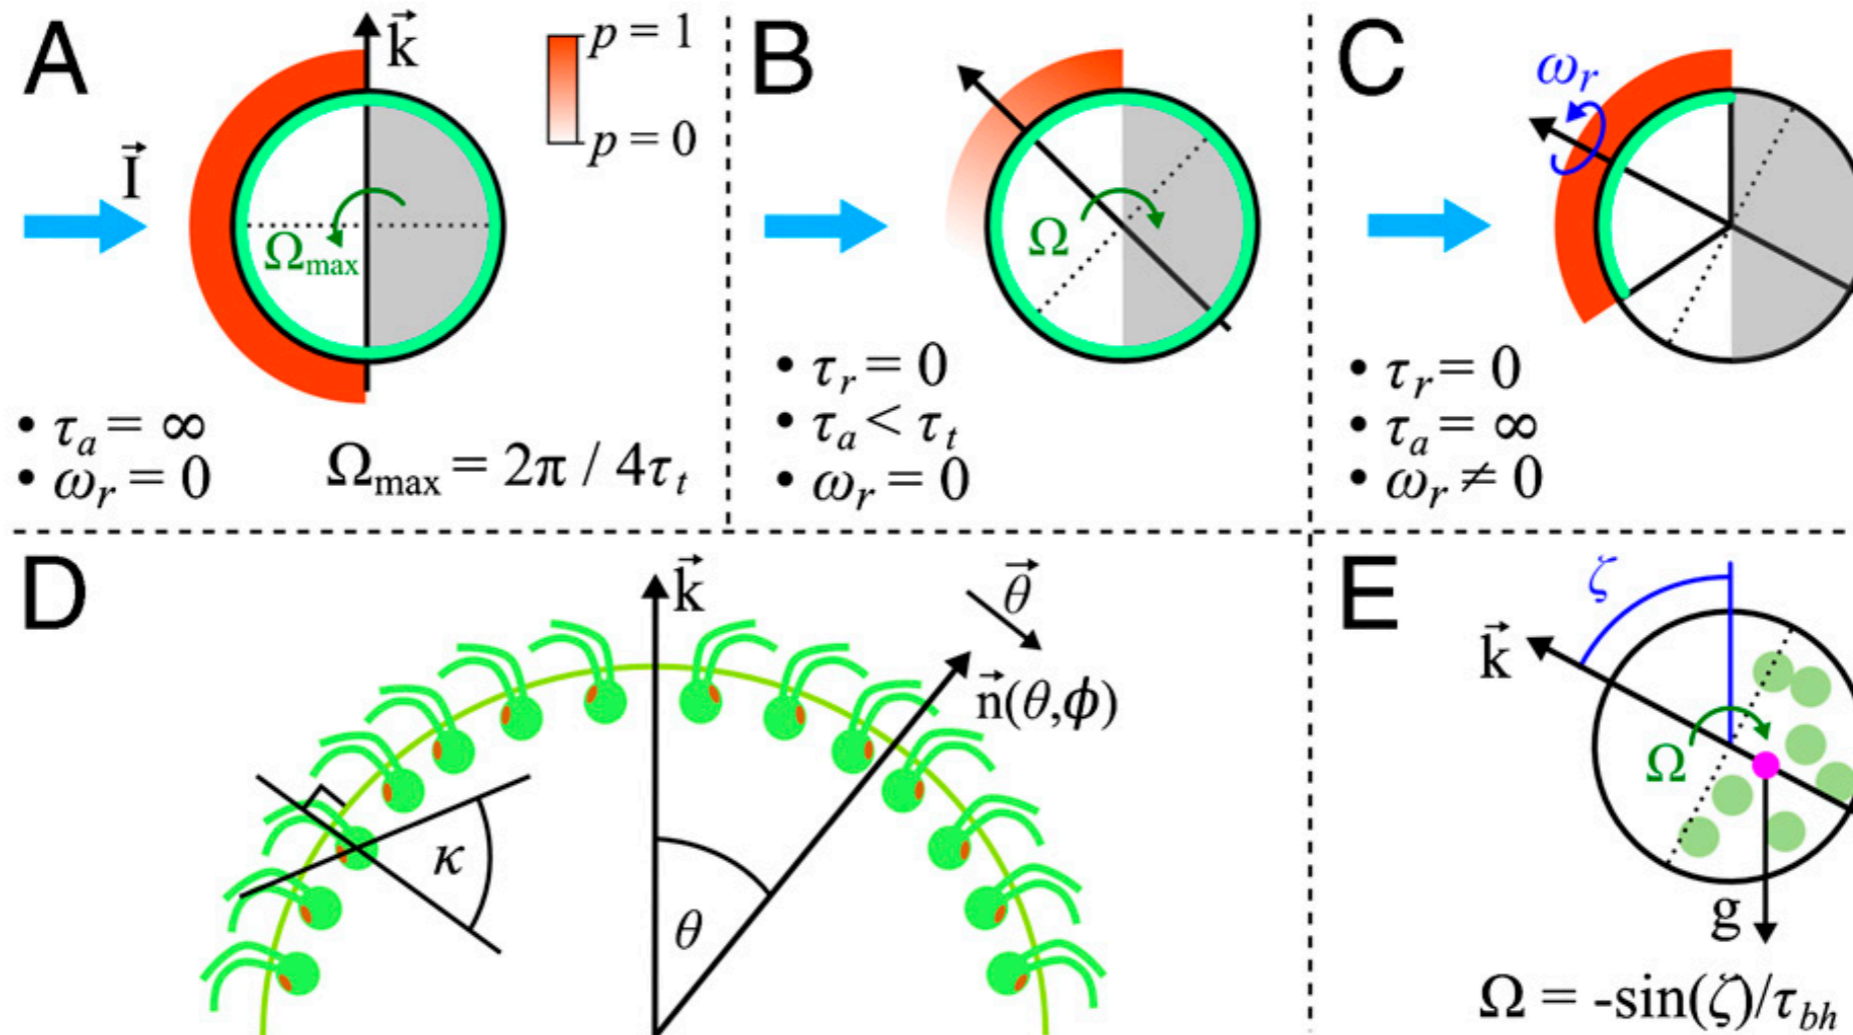 A
k⃗
p = 1
p = 0
I⃗
Ωmax
• τa = ∞
• ωr = 0
Ωmax = 2π / 4τt
B
Ω
• τr = 0
• τa < τt
• ωr = 0
C
ωr
• τr = 0
• τa = ∞
• ωr ≠ 0
D
k⃗
θ⃗
n⃗(θ,ϕ)
κ
θ
E
ζ
k⃗
Ω
g
Ω = -sin(ζ)/τbh